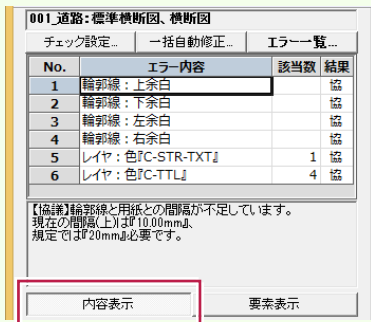 001_道路：標準横断図、横断図
チェック設定... 一括自動修正... エラー一覧...
No. エラー内容 該当数 結果
1 輪郭線：上余白 協
2 輪郭線：下余白 協
3 輪郭線：左余白 協
4 輪郭線：右余白 協
5 レイヤ：色『C-STR-TXT』 1 協
6 レイヤ：色『C-TTL』 4 協
【協議】輪郭線と用紙との間隔が不足しています。
現在の間隔(上)は『10.00mm』、
規定では『20mm』必要です。
内容表示 要素表示